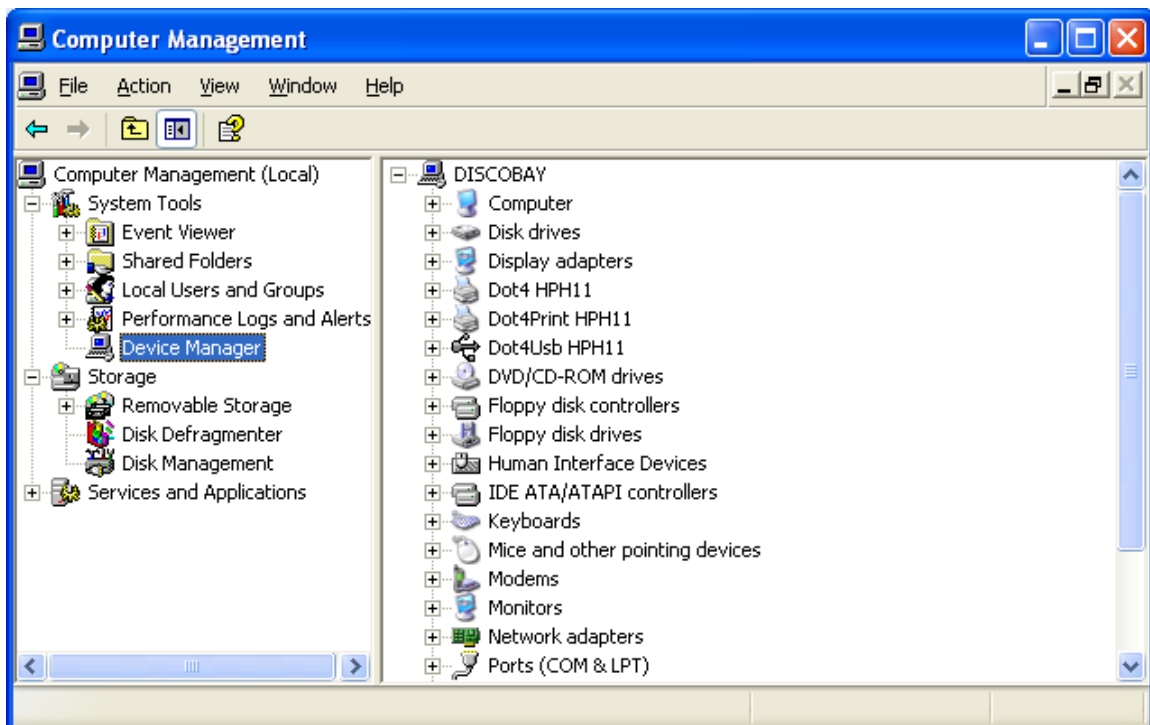 Computer Management
File Action View Window Help
Computer Management (Local)
System Tools
Event Viewer
Shared Folders
Local Users and Groups
Performance Logs and Alerts
Device Manager
Storage
Removable Storage
Disk Defragmenter
Disk Management
Services and Applications
DISCOBAY
Computer
Disk drives
Display adapters
Dot4 HPH11
Dot4Print HPH11
Dot4Usb HPH11
DVD/CD-ROM drives
Floppy disk controllers
Floppy disk drives
Human Interface Devices
IDE ATA/ATAPI controllers
Keyboards
Mice and other pointing devices
Modems
Monitors
Network adapters
Ports (COM & LPT)